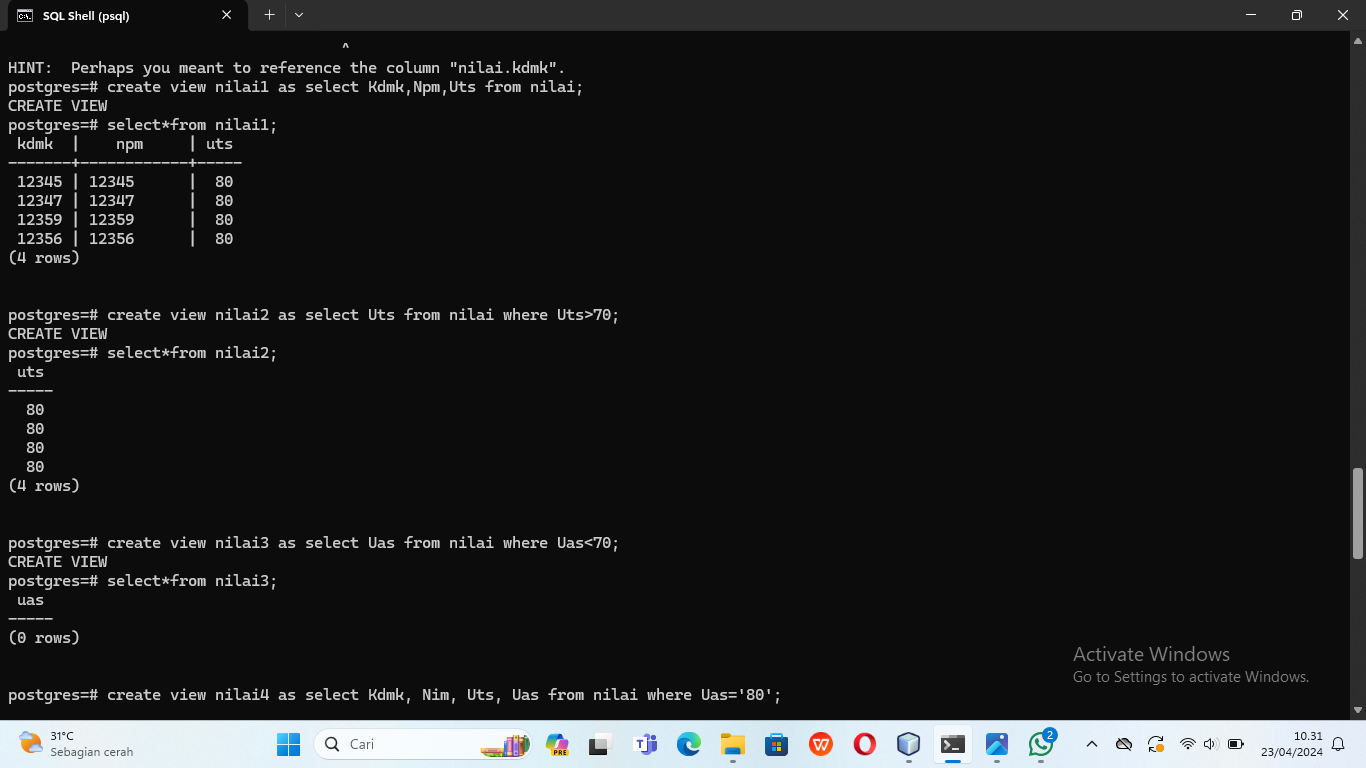 SQL Shell (psql)
^
HINT:  Perhaps you meant to reference the column "nilai.kdmk".
postgres=# create view nilai1 as select Kdmk,Npm,Uts from nilai;
CREATE VIEW
postgres=# select*from nilai1;
 kdmk  |    npm     | uts
-------+------------+-----
 12345 | 12345      |  80
 12347 | 12347      |  80
 12359 | 12359      |  80
 12356 | 12356      |  80
(4 rows)
postgres=# create view nilai2 as select Uts from nilai where Uts>70;
CREATE VIEW
postgres=# select*from nilai2;
 uts
-----
  80
  80
  80
  80
(4 rows)
postgres=# create view nilai3 as select Uas from nilai where Uas<70;
CREATE VIEW
postgres=# select*from nilai3;
 uas
-----
(0 rows)
postgres=# create view nilai4 as select Kdmk, Nim, Uts, Uas from nilai where Uas='80';
Activate Windows
Go to Settings to activate Windows.
31°C
Sebagian cerah
Cari
PRE
2
10.31
23/04/2024